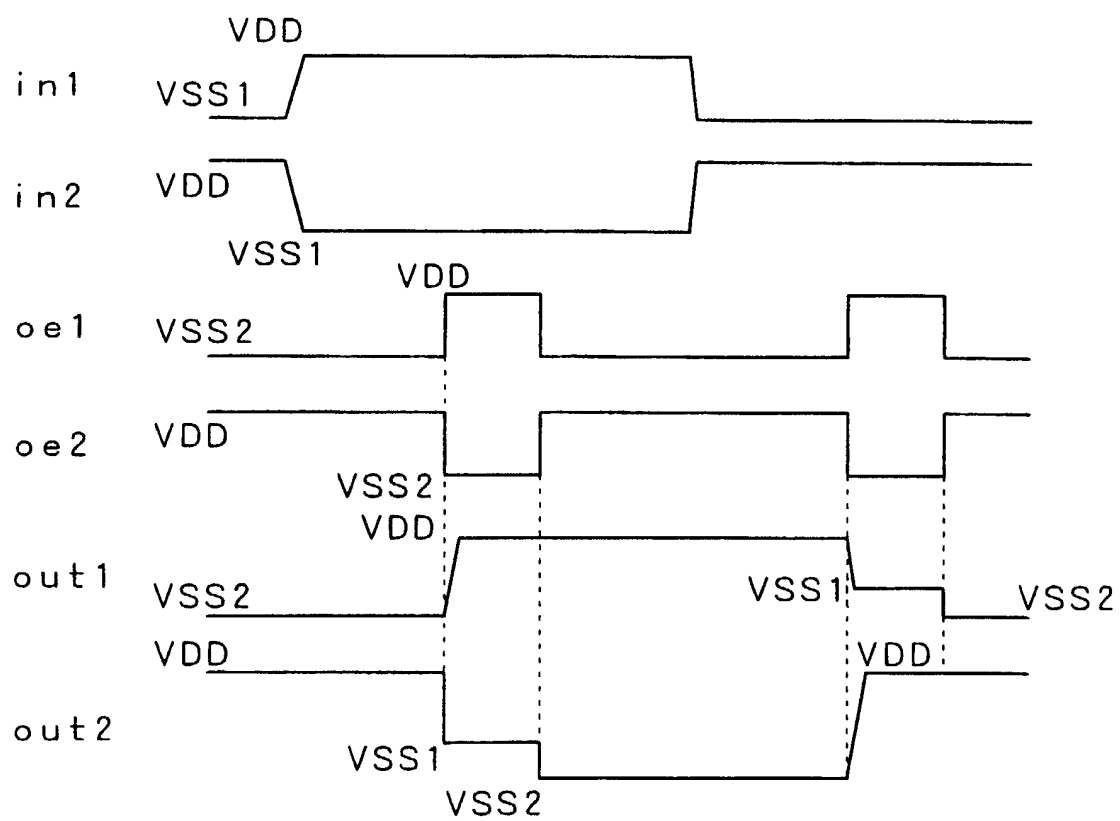 VDD
in1 VSS1
in2 VDD
VSS1
VDD
oe1 VSS2
oe2 VDD
VSS2
VDD
out1 VSS2 VSS1 VSS2
VDD VDD
out2 VSS1
VSS2